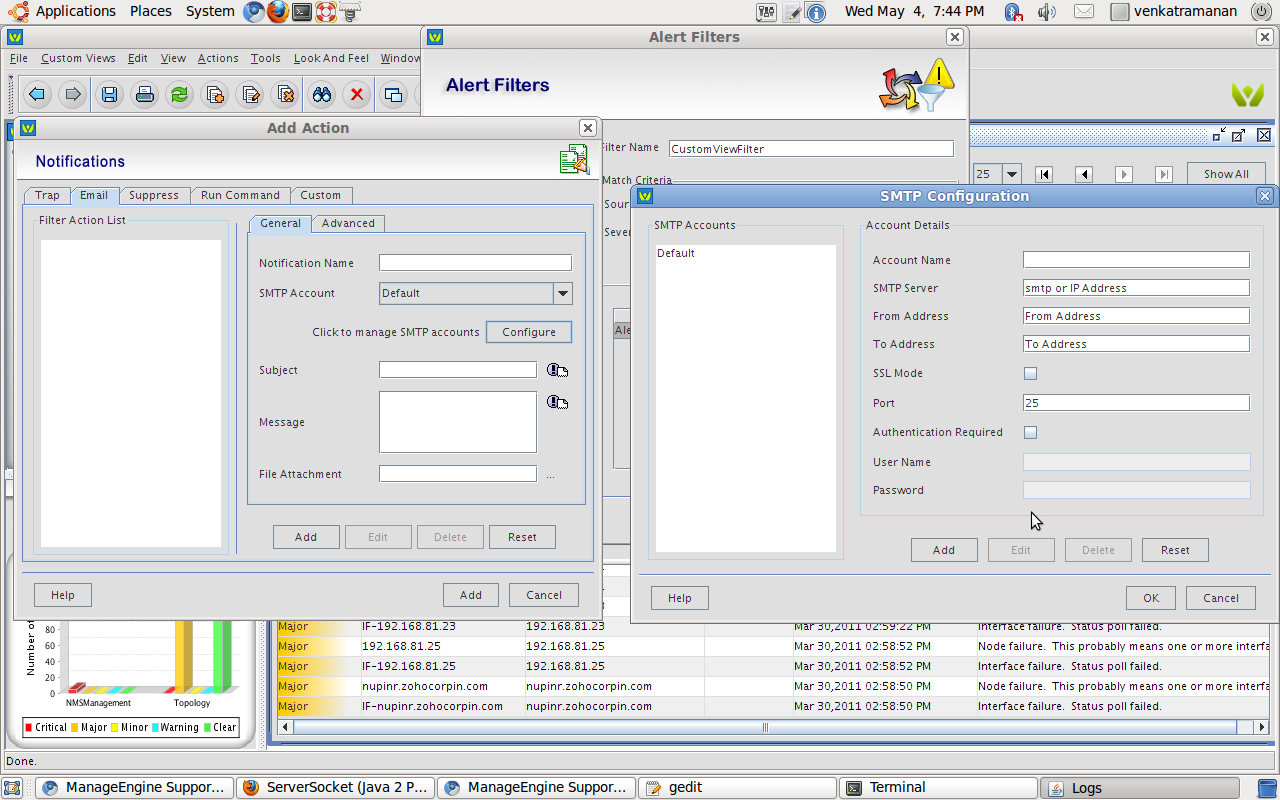 Applications Places System Wed May 4, 7:44 PM venkatramanan
Alert Filters
File Custom Views Edit View Actions Tools Look And Feel Window
Alert Filters
Add Action
Notifications
Filter Name CustomViewFilter
Match Criteria
25 Show All
Trap Email Suppress Run Command Custom
Filter Action List
General Advanced
Notification Name
SMTP Account Default
Click to manage SMTP accounts Configure
Subject
Message
File Attachment ...
Add Edit Delete Reset
Help Add Cancel
Sour
Seve
Ale
SMTP Configuration
SMTP Accounts
Default
Account Details
Account Name
SMTP Server smtp or IP Address
From Address From Address
To Address To Address
SSL Mode
Port 25
Authentication Required
User Name
Password
Add Edit Delete Reset
Help OK Cancel
Number of
80
60
40
20
0
NMSManagement Topology
Critical Major Minor Warning Clear
Major IF-192.168.81.23 192.168.81.23 Mar 30,2011 02:59:22 PM Interface failure. Status poll failed.
Major 192.168.81.25 192.168.81.25 Mar 30,2011 02:58:52 PM Node failure. This probably means one or more interfa
Major IF-192.168.81.25 192.168.81.25 Mar 30,2011 02:58:52 PM Interface failure. Status poll failed.
Major nupinr.zohocorpin.com nupinr.zohocorpin.com Mar 30,2011 02:58:50 PM Node failure. This probably means one or more interfa
Major IF-nupinr.zohocorpin.com nupinr.zohocorpin.com Mar 30,2011 02:58:50 PM Interface failure. Status poll failed.
Done.
ManageEngine Suppor... ServerSocket (Java 2 P... ManageEngine Suppor... gedit Terminal Logs